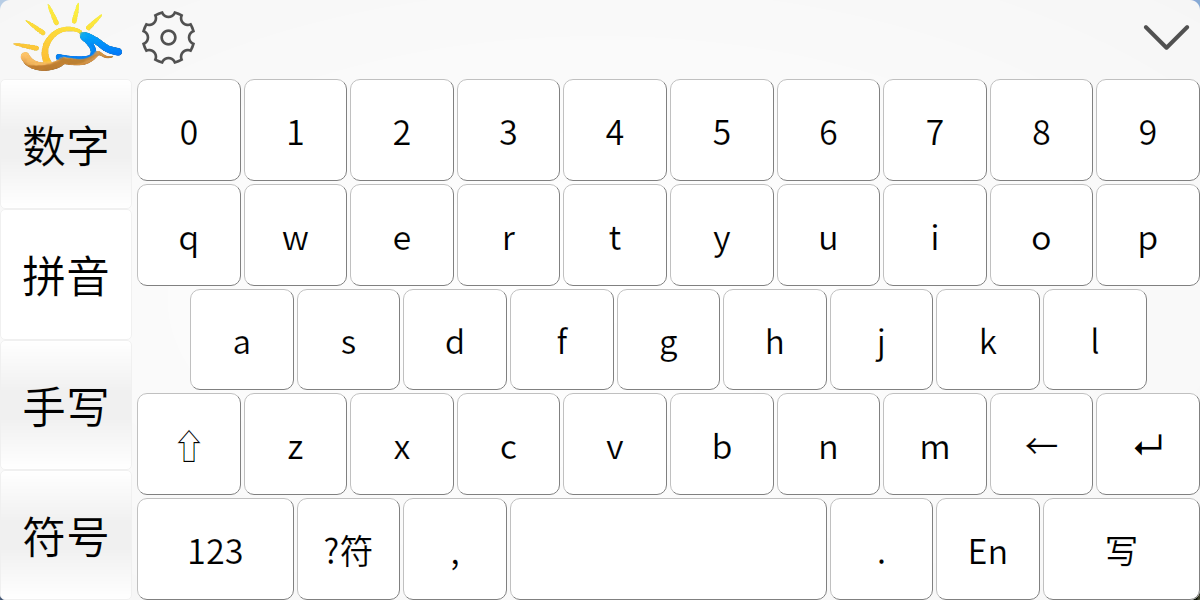 数字
拼音
手写
符号
0 1 2 3 4 5 6 7 8 9
q w e r t y u i o p
a s d f g h j k l
⇧ z x c v b n m ← ↵
123 ?符 , . En 写